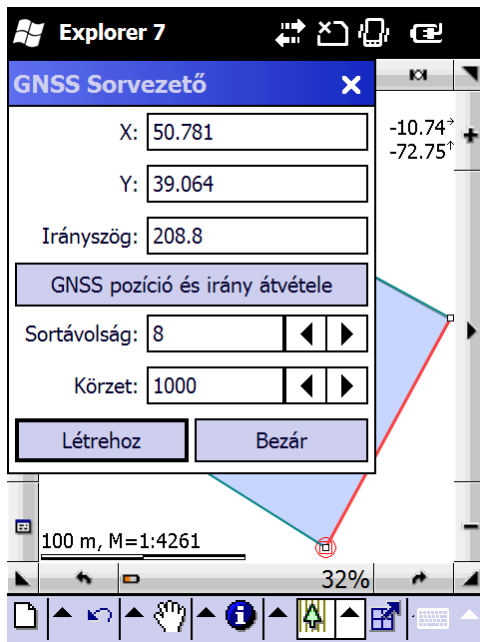 Explorer 7
GNSS Sorvezető
X: 50.781
-10.74
Y: 39.064
-72.75
Irányszög: 208.8
GNSS pozíció és irány átvétele
Sortávolság: 8
Körzet: 1000
Létrehoz Bezár
100 m, M=1:4261
32%